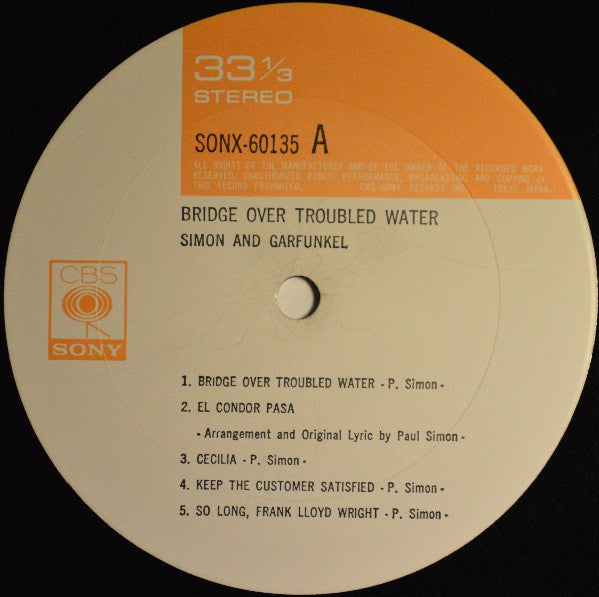 33⅓
STEREO
SONX-60135 A
ALL RIGHTS OF THE MANUFACTURER AND OF THE OWNER OF THE RECORDED WORK
RESERVED. UNAUTHORIZED PUBLIC PERFORMANCE, BROADCASTING AND COPYING OF
THIS RECORD PROHIBITED. CBS/SONY RECORDS INC. TOKYO JAPAN.
BRIDGE OVER TROUBLED WATER
SIMON AND GARFUNKEL
CBS
SONY
1. BRIDGE OVER TROUBLED WATER - P. Simon -
2. EL CONDOR PASA
- Arrangement and Original Lyric by Paul Simon -
3. CECILIA - P. Simon -
4. KEEP THE CUSTOMER SATISFIED - P. Simon -
5. SO LONG, FRANK LLOYD WRIGHT - P. Simon -